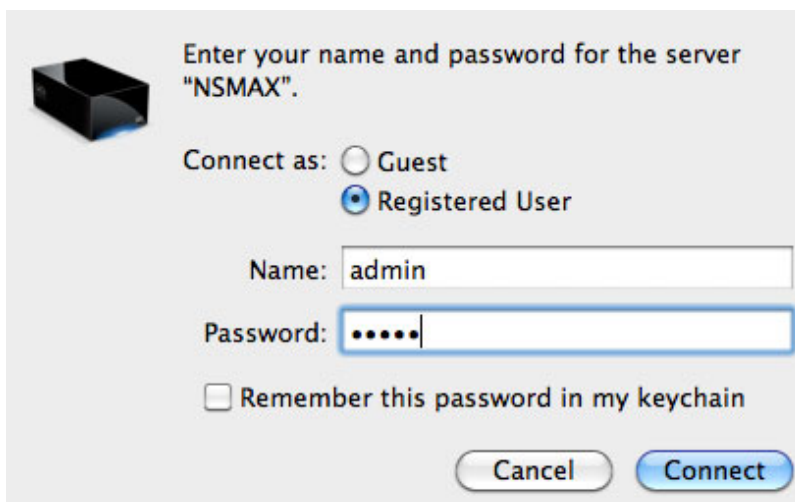 Enter your name and password for the server
“NSMAX”.
Connect as: Guest
Registered User
Name: admin
Password: •••••
Remember this password in my keychain
Cancel Connect